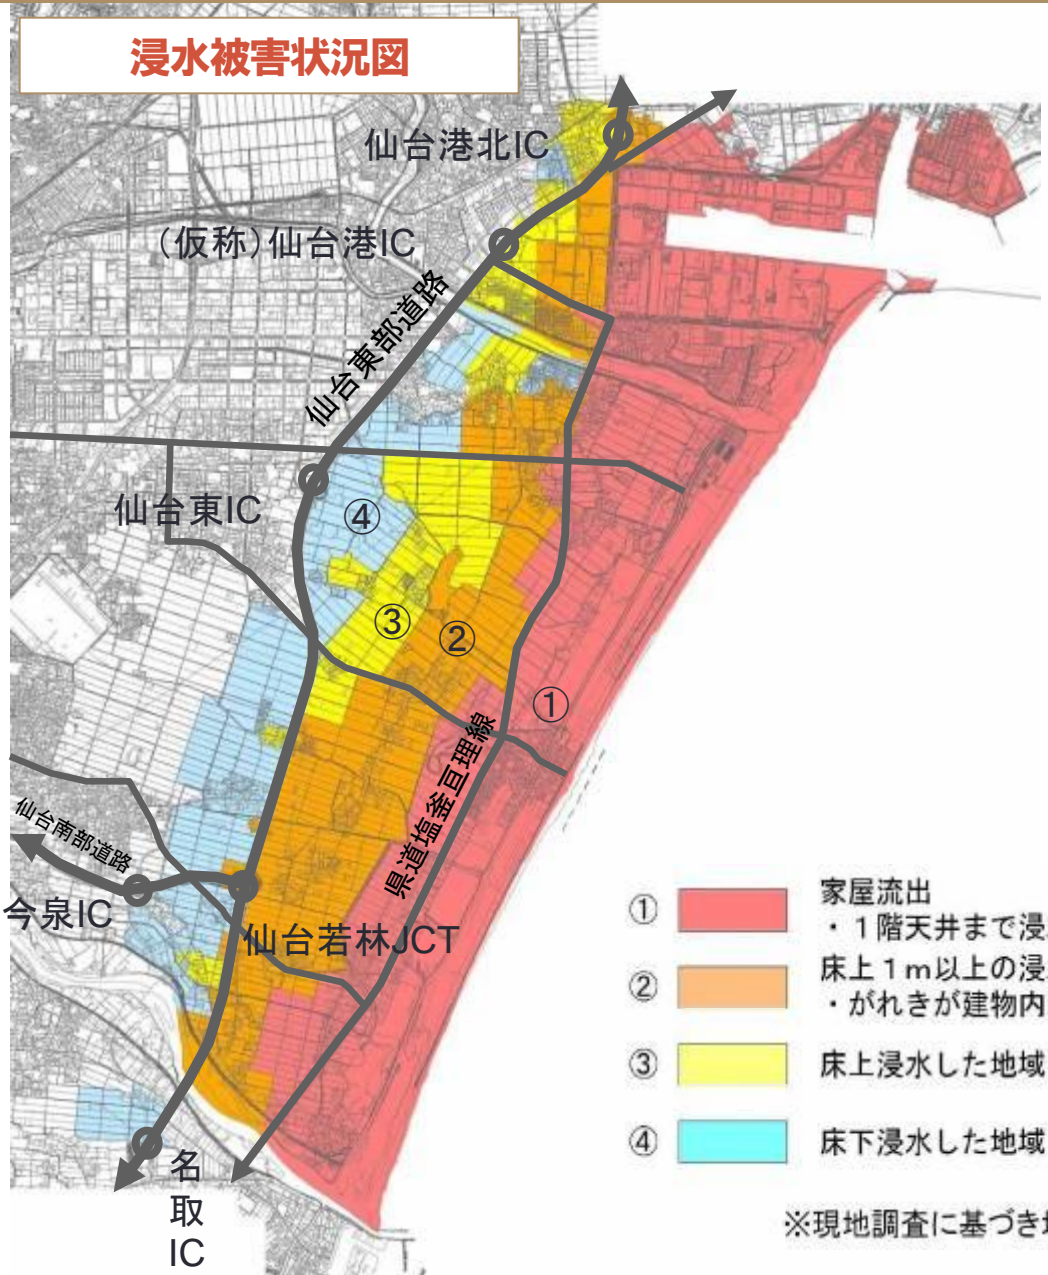 浸水被害状況図
仙台港北IC
(仮称)仙台港IC
仙台東部道路
仙台東IC
④
③
②
①
県道塩釜亘理線
仙台南部道路
今泉IC
仙台若林JCT
名
取
IC
① 家屋流出
・1階天井まで浸
② 床上1m以上の浸
・がれきが建物内
③ 床上浸水した地域
④ 床下浸水した地域
※現地調査に基づき